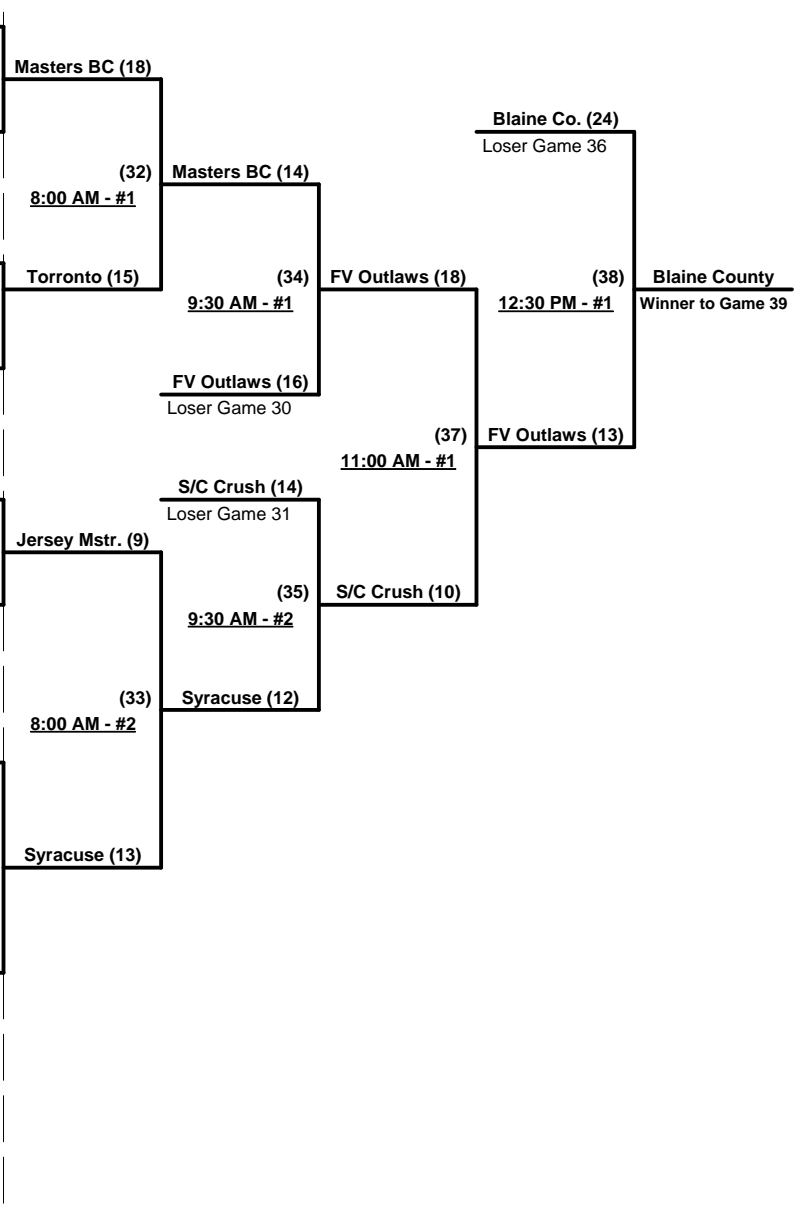 Masters BC (18)
Blaine Co. (24)
Loser Game 36
(32)
Masters BC (14)
8:00 AM - #1
Torronto (15)
(34)
FV Outlaws (18)
(38)
Blaine County
9:30 AM - #1
12:30 PM - #1
Winner to Game 39
FV Outlaws (16)
Loser Game 30
(37)
FV Outlaws (13)
11:00 AM - #1
S/C Crush (14)
Loser Game 31
Jersey Mstr. (9)
(35)
S/C Crush (10)
9:30 AM - #2
(33)
Syracuse (12)
8:00 AM - #2
Syracuse (13)